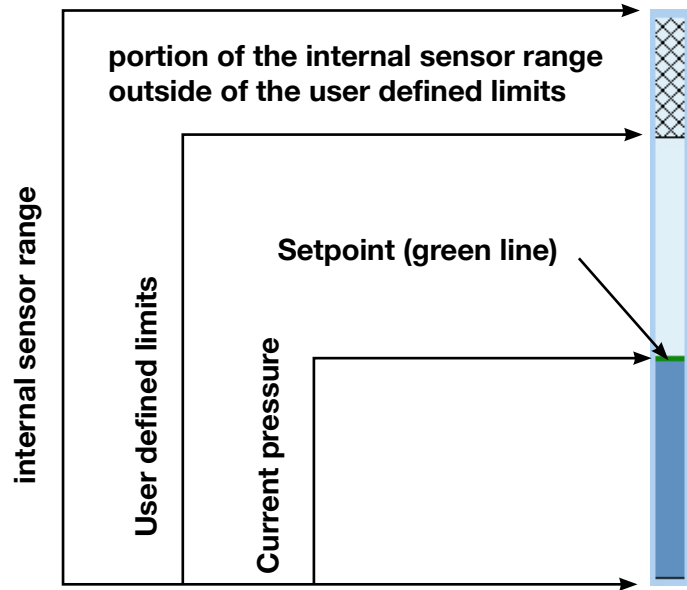 portion of the internal sensor range
outside of the user defined limits
Setpoint (green line)
internal sensor range
User defined limits
Current pressure